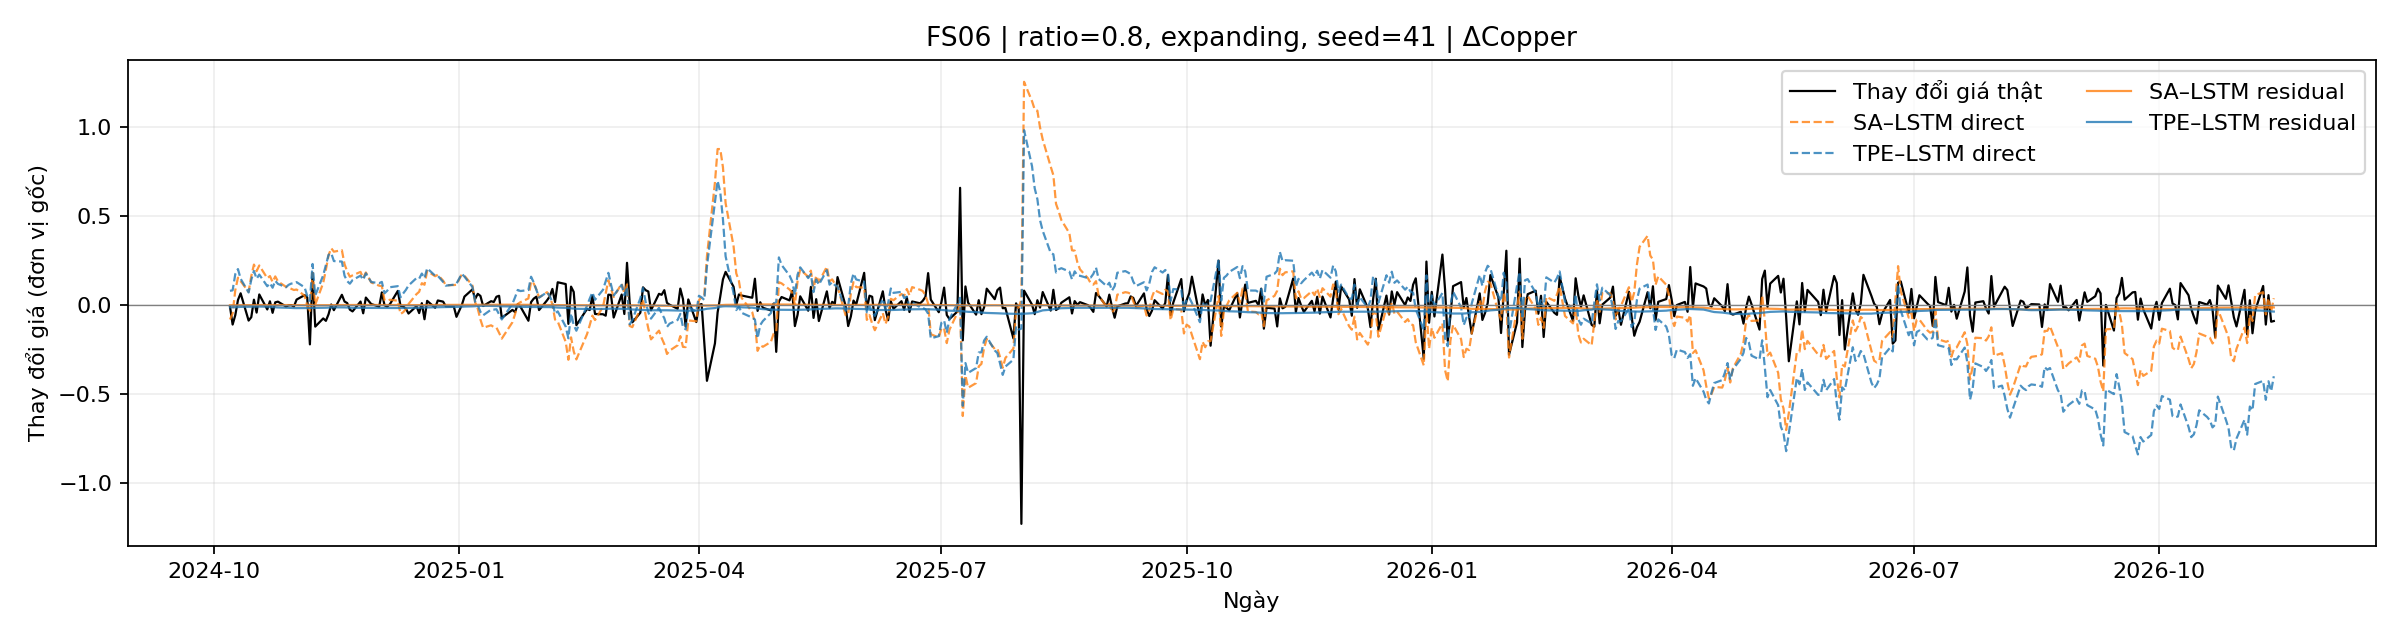 FS06 | ratio=0.8, expanding, seed=41 | ΔCopper
Thay đổi giá (đơn vị gốc)
1.0
0.5
0.0
−0.5
−1.0
Thay đổi giá thật
SA–LSTM direct
TPE–LSTM direct
SA–LSTM residual
TPE–LSTM residual
2024-10 2025-01 2025-04 2025-07 2025-10 2026-01 2026-04 2026-07 2026-10
Ngày